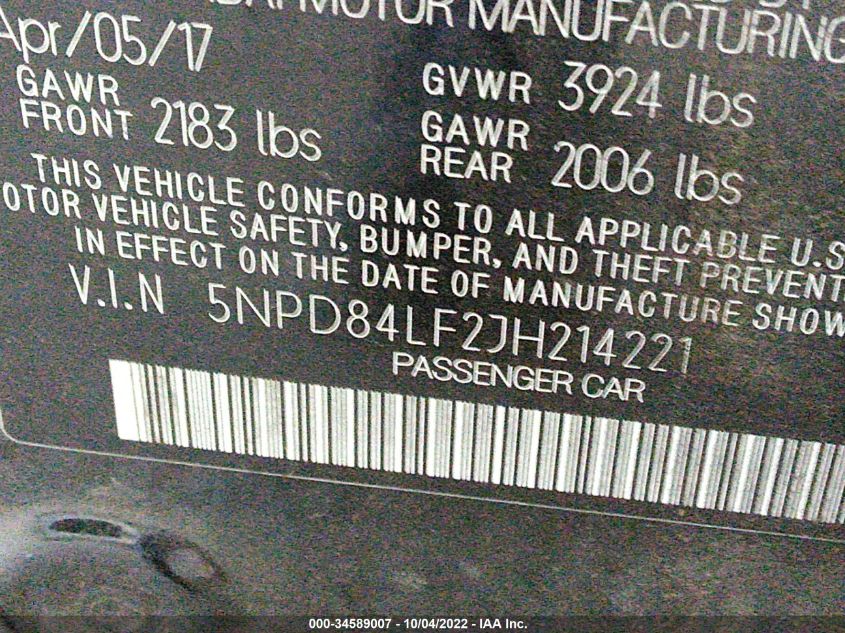 MOTOR MANUFACTURING
Apr/05/17
GAWR FRONT 2183 lbs
GVWR 3924 lbs
GAWR REAR 2006 lbs
THIS VEHICLE CONFORMS TO ALL APPLICABLE U.S
OTOR VEHICLE SAFETY, BUMPER, AND THEFT PREVENT
IN EFFECT ON THE DATE OF MANUFACTURE SHOW
V.I.N 5NPD84LF2JH214221
PASSENGER CAR
000-34589007 - 10/04/2022 - IAA Inc.